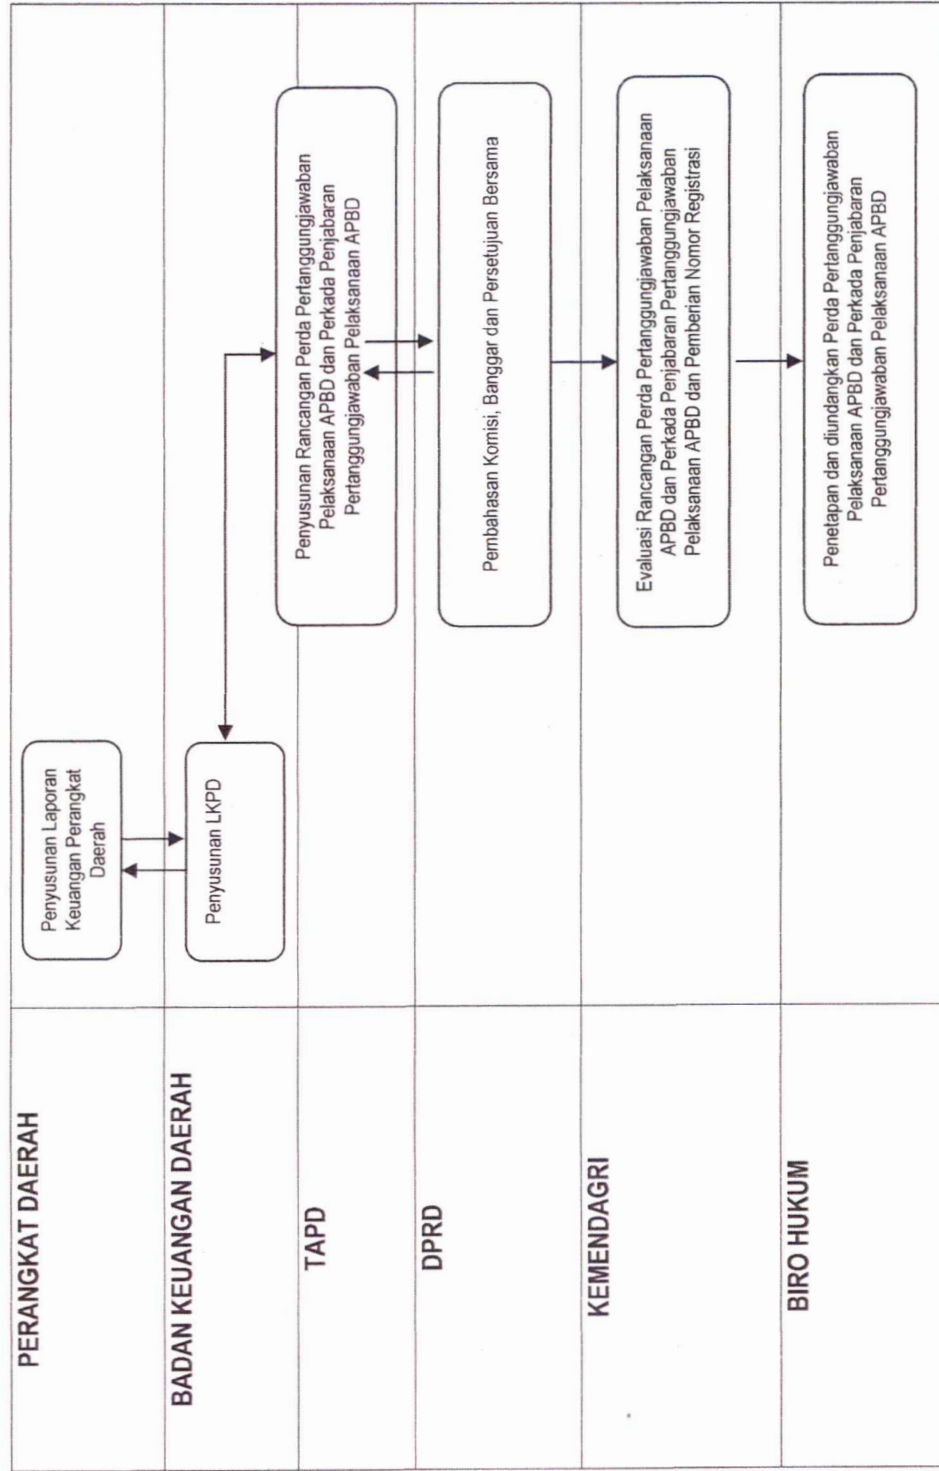 PERANGKAT DAERAH
Penyusunan Laporan
Keuangan Perangkat
Daerah
BADAN KEUANGAN DAERAH
Penyusunan LKPD
TAPD
Penyusunan Rancangan Perda Pertanggungjawaban
Pelaksanaan APBD dan Perkada Penjabaran
Pertanggungjawaban Pelaksanaan APBD
DPRD
Pembahasan Komisi, Banggar dan Persetujuan Bersama
KEMENDAGRI
Evaluasi Rancangan Perda Pertanggungjawaban Pelaksanaan
APBD dan Perkada Penjabaran Pertanggungjawaban
Pelaksanaan APBD dan Pemberian Nomor Registrasi
BIRO HUKUM
Penetapan dan diundangkan Perda Pertanggungjawaban
Pelaksanaan APBD dan Perkada Penjabaran
Pertanggungjawaban Pelaksanaan APBD